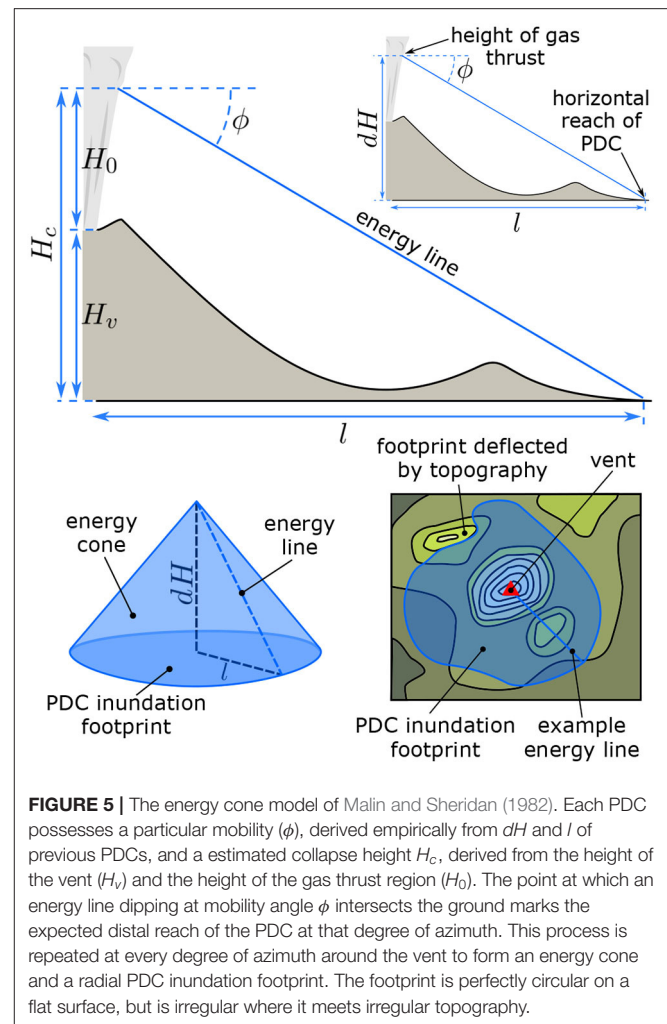 height of gas
thrust
ϕ
dH
horizontal
reach of
PDC
l
ϕ
H₀
H_c
energy line
H_v
l
footprint deflected
by topography
vent
energy
cone
energy
line
dH
l
PDC inundation
footprint
PDC inundation
footprint
example
energy line
FIGURE 5 | The energy cone model of Malin and Sheridan (1982). Each PDC
possesses a particular mobility (ϕ), derived empirically from dH and l of
previous PDCs, and a estimated collapse height H_c, derived from the height of
the vent (H_v) and the height of the gas thrust region (H₀). The point at which an
energy line dipping at mobility angle ϕ intersects the ground marks the
expected distal reach of the PDC at that degree of azimuth. This process is
repeated at every degree of azimuth around the vent to form an energy cone
and a radial PDC inundation footprint. The footprint is perfectly circular on a
flat surface, but is irregular where it meets irregular topography.